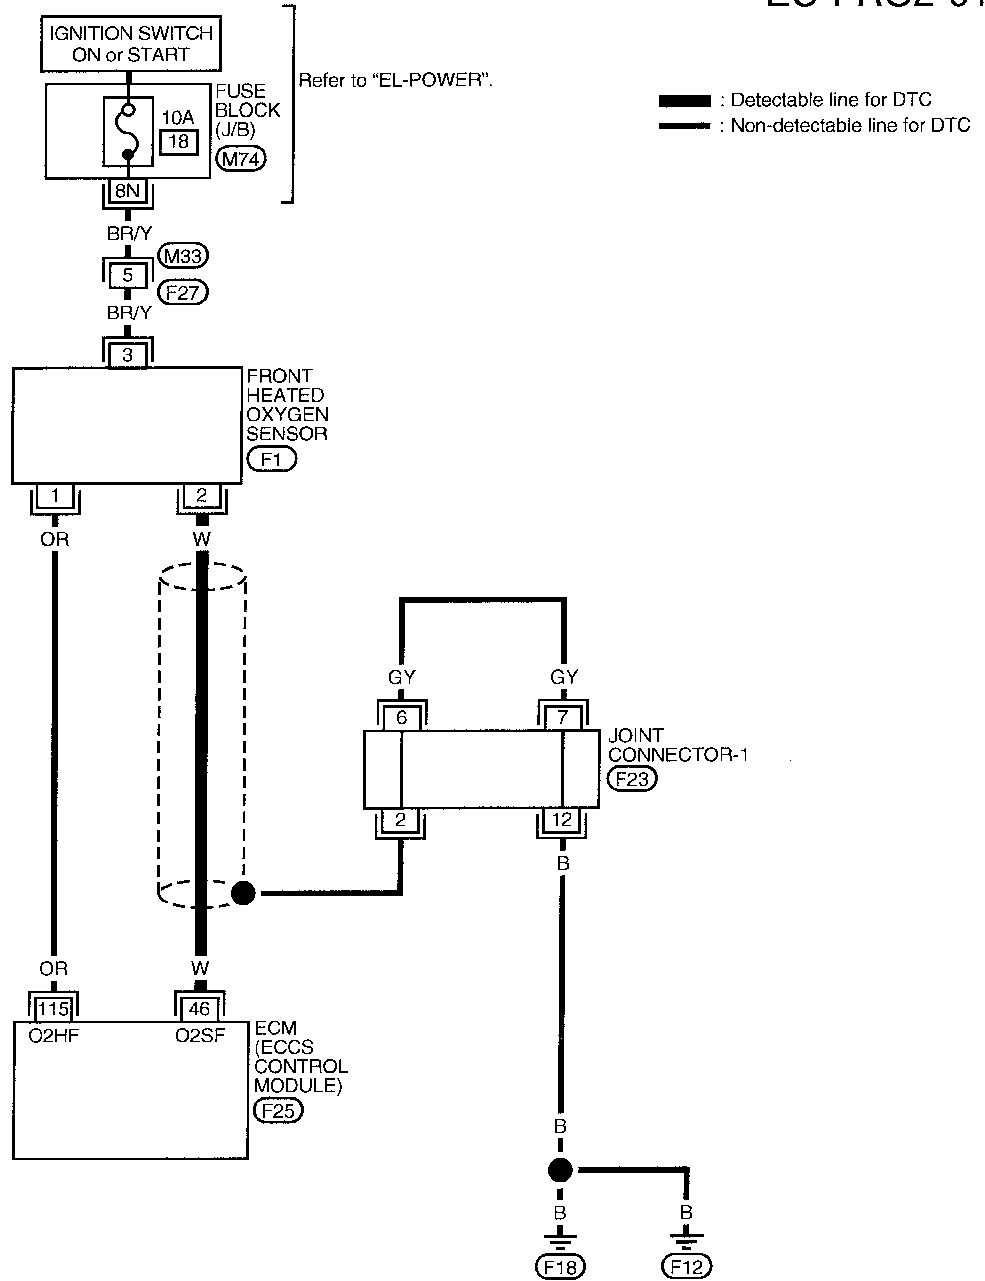 IGNITION SWITCH
ON or START
Refer to "EL-POWER".
FUSE
BLOCK
(J/B)
M74
10A
18
8N
: Detectable line for DTC
: Non-detectable line for DTC
BR/Y
M33
5
F27
BR/Y
3
FRONT
HEATED
OXYGEN
SENSOR
F1
1
2
OR
W
GY
GY
6
7
JOINT
CONNECTOR-1
F23
2
12
B
OR
W
115
46
O2HF
O2SF
ECM
(ECCS
CONTROL
MODULE)
F25
B
B
B
F18
F12